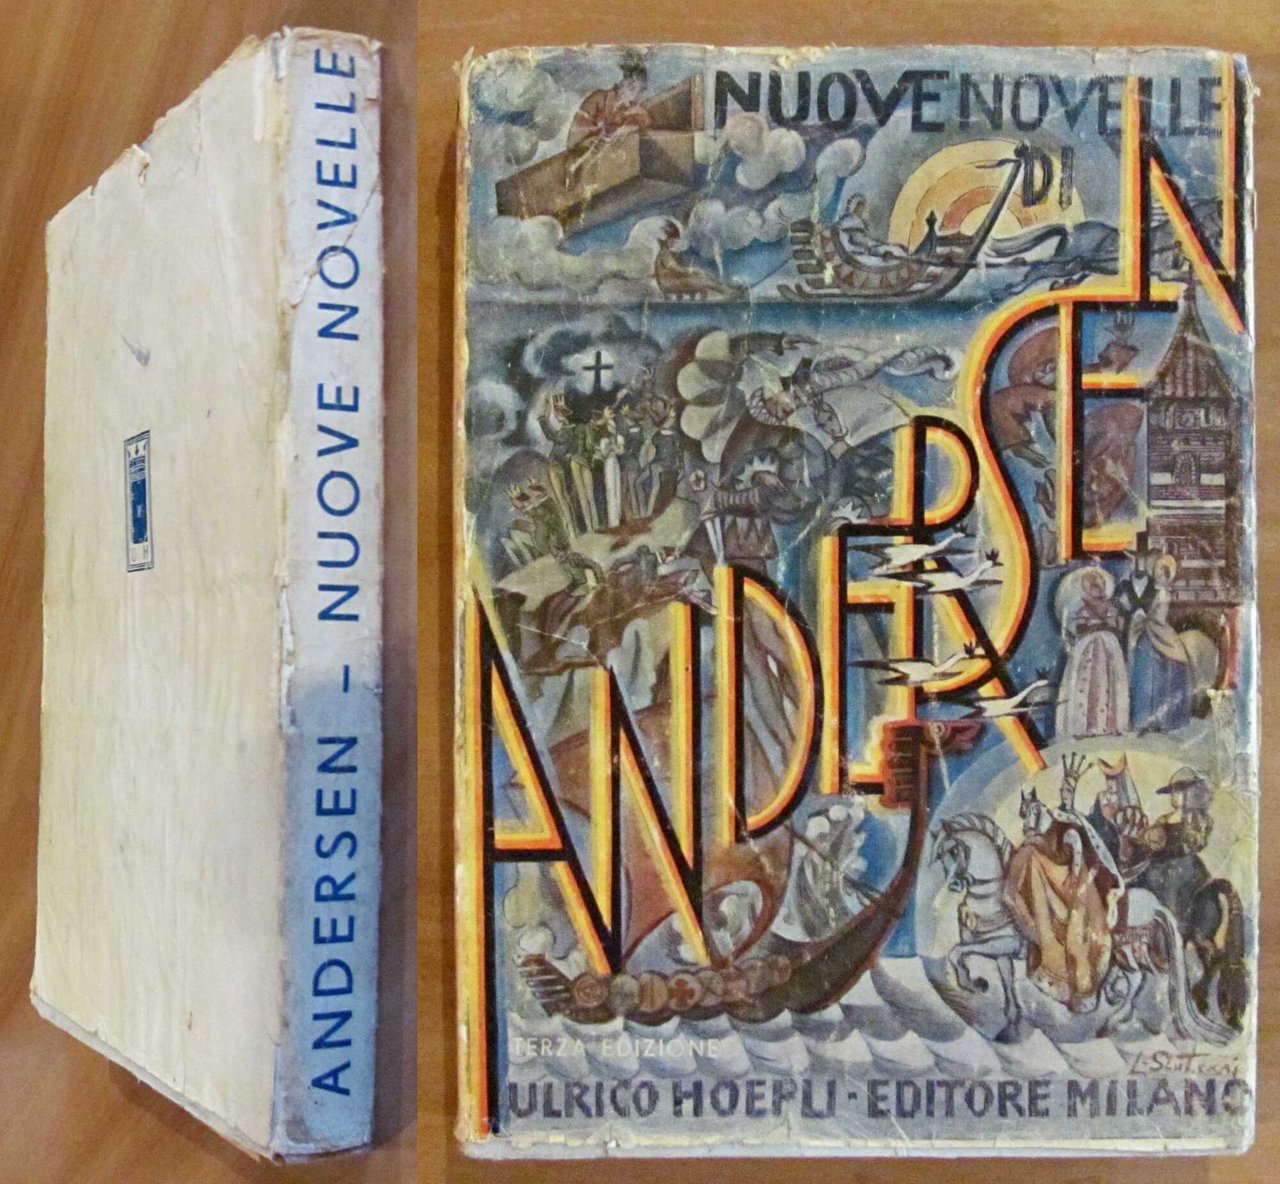 ANDERSEN - NUOVE NOVELLE
U H
NUOVE NOVELLE
DI
ANDERSEN
TERZA EDIZIONE
ULRICO HOEPLI - EDITORE MILANO